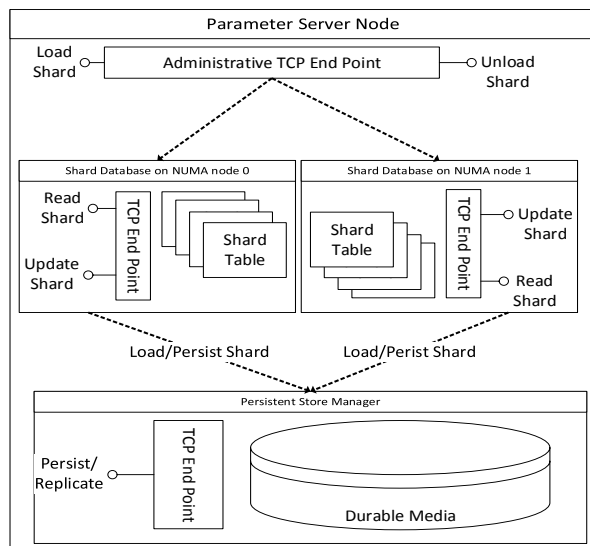 Parameter Server Node
Load
Shard
Administrative TCP End Point
Unload
Shard
Shard Database on NUMA node 0
Read
Shard
Update
Shard
TCP End Point
Shard
Table
Shard Database on NUMA node 1
Shard
Table
TCP End Point
Update
Shard
Read
Shard
Load/Persist Shard
Load/Perist Shard
Persistent Store Manager
Persist/
Replicate
TCP End Point
Durable Media